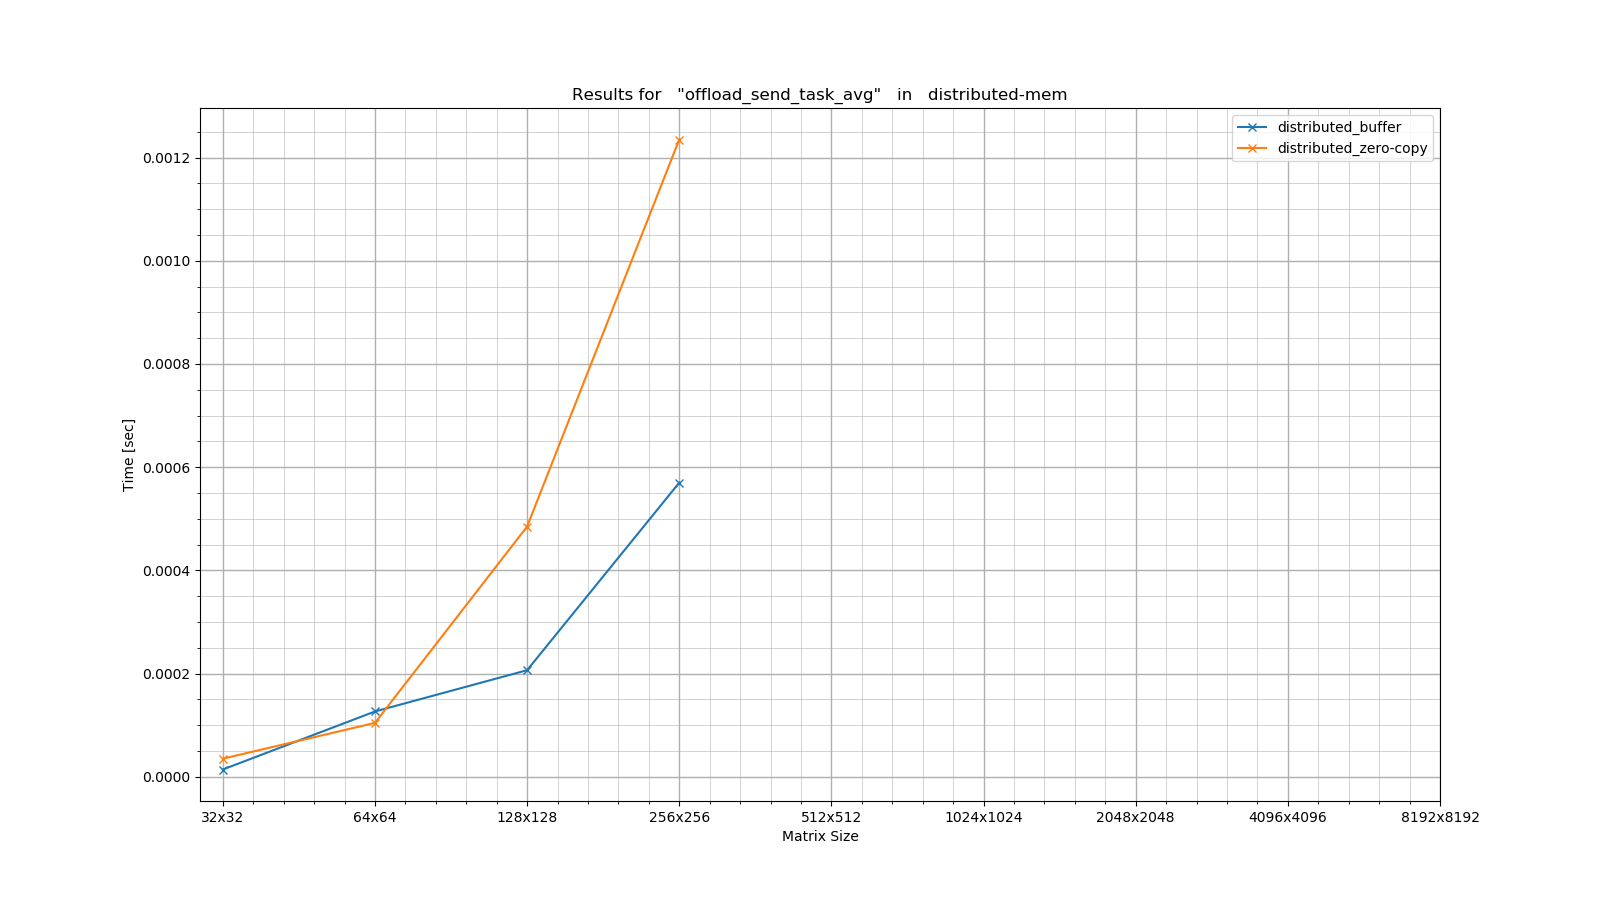 Results for "offload_send_task_avg" in distributed-mem
distributed_buffer
distributed_zero-copy
0.0012
0.0010
0.0008
0.0006
0.0004
0.0002
0.0000
Time [sec]
32x32 64x64 128x128 256x256 512x512 1024x1024 2048x2048 4096x4096 8192x8192
Matrix Size